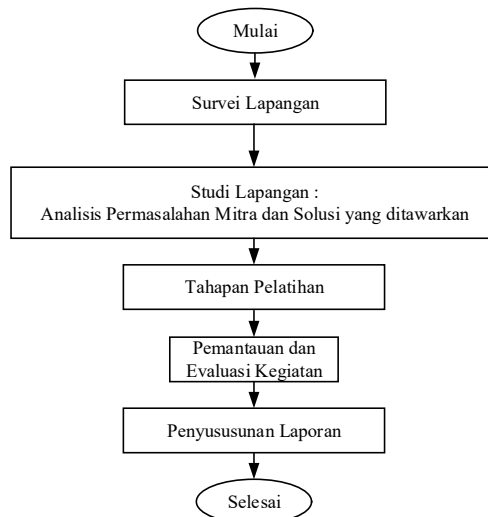 Mulai
Survei Lapangan
Studi Lapangan :
Analisis Permasalahan Mitra dan Solusi yang ditawarkan
Tahapan Pelatihan
Pemantauan dan
Evaluasi Kegiatan
Penyususunan Laporan
Selesai